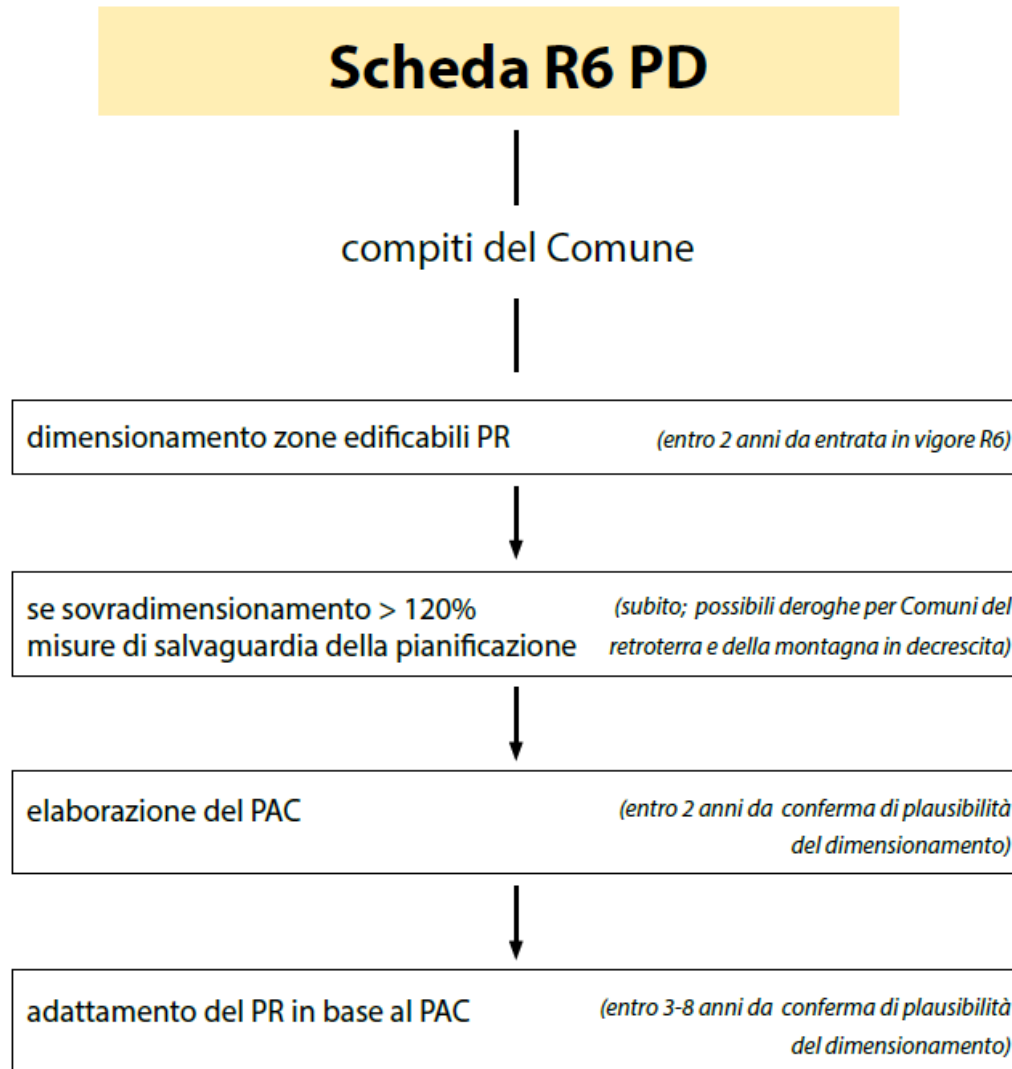 Scheda R6 PD
compiti del Comune
dimensionamento zone edificabili PR
(entro 2 anni da entrata in vigore R6)
se sovradimensionamento > 120%
misure di salvaguardia della pianificazione
(subito; possibili deroghe per Comuni del
retroterra e della montagna in decrescita)
elaborazione del PAC
(entro 2 anni da conferma di plausibilità
del dimensionamento)
adattamento del PR in base al PAC
(entro 3-8 anni da conferma di plausibilità
del dimensionamento)